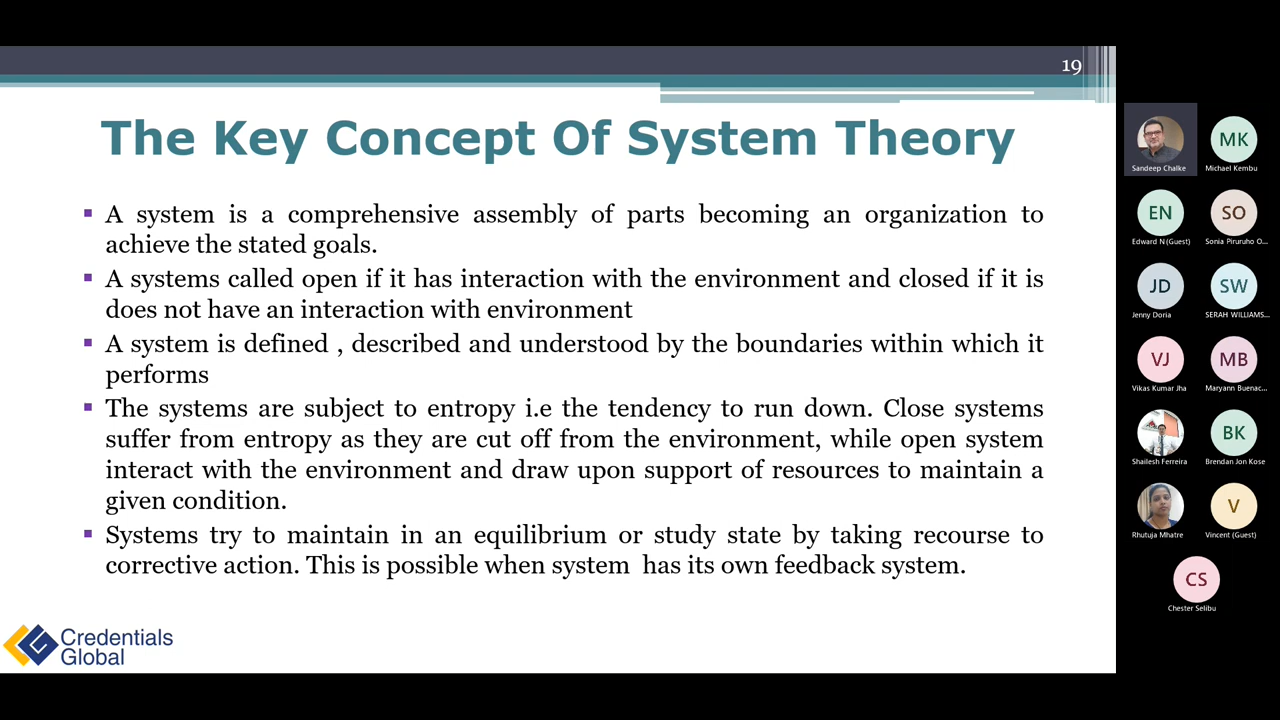 19
The Key Concept Of System Theory
A system is a comprehensive assembly of parts becoming an organization to
achieve the stated goals.
A systems called open if it has interaction with the environment and closed if it is
does not have an interaction with environment
A system is defined , described and understood by the boundaries within which it
performs
The systems are subject to entropy i.e the tendency to run down. Close systems
suffer from entropy as they are cut off from the environment, while open system
interact with the environment and draw upon support of resources to maintain a
given condition.
Systems try to maintain in an equilibrium or study state by taking recourse to
corrective action. This is possible when system has its own feedback system.
Credentials
Global
Sandeep Chalke
MK
Michael Kembu
EN
Edward N (Guest)
SO
Sonia Piruruho O...
JD
Jenny Doria
SW
SERAH WILLIAMS...
VJ
Vikas Kumar Jha
MB
Maryann Buenac...
Shailesh Ferreira
BK
Brendan Jon Kose
Rhutuja Mhatre
V
Vincent (Guest)
CS
Chester Selibu